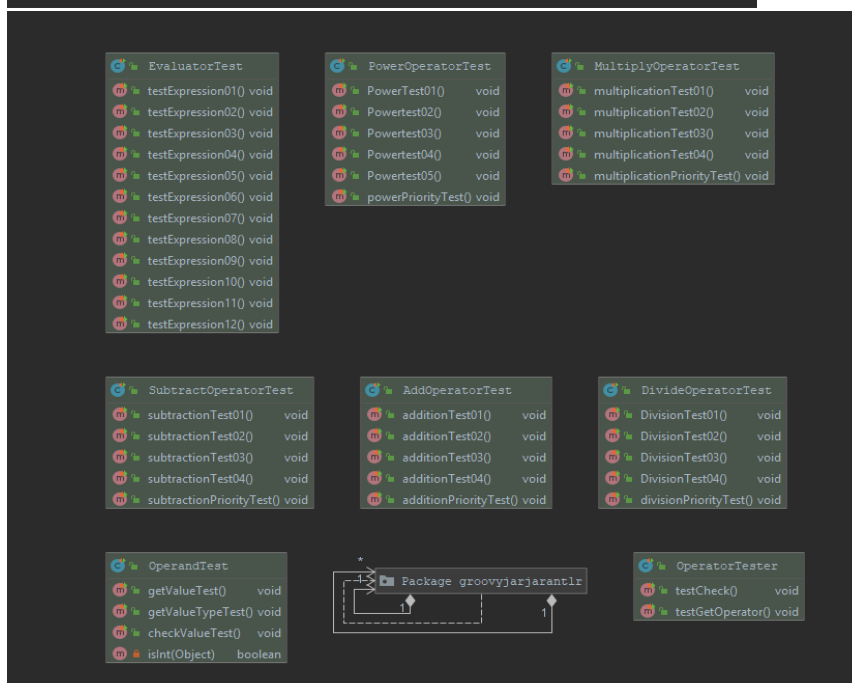 EvaluatorTest
testExpression01() void
testExpression02() void
testExpression03() void
testExpression04() void
testExpression05() void
testExpression06() void
testExpression07() void
testExpression08() void
testExpression09() void
testExpression10() void
testExpression11() void
testExpression12() void
PowerOperatorTest
PowerTest01() void
Powertest02() void
Powertest03() void
Powertest04() void
Powertest05() void
powerPriorityTest() void
MultiplyOperatorTest
multiplicationTest01() void
multiplicationTest02() void
multiplicationTest03() void
multiplicationTest04() void
multiplicationPriorityTest() void
SubtractOperatorTest
subtractionTest01() void
subtractionTest02() void
subtractionTest03() void
subtractionTest04() void
subtractionPriorityTest() void
AddOperatorTest
additionTest01() void
additionTest02() void
additionTest03() void
additionTest04() void
additionPriorityTest() void
DivideOperatorTest
DivisionTest01() void
DivisionTest02() void
DivisionTest03() void
DivisionTest04() void
divisionPriorityTest() void
OperandTest
getValueTest() void
getValueTypeTest() void
checkValueTest() void
isInt(Object) boolean
*
1
Package groovyjarjarantlr
1
1
OperatorTester
testCheck() void
testGetOperator() void